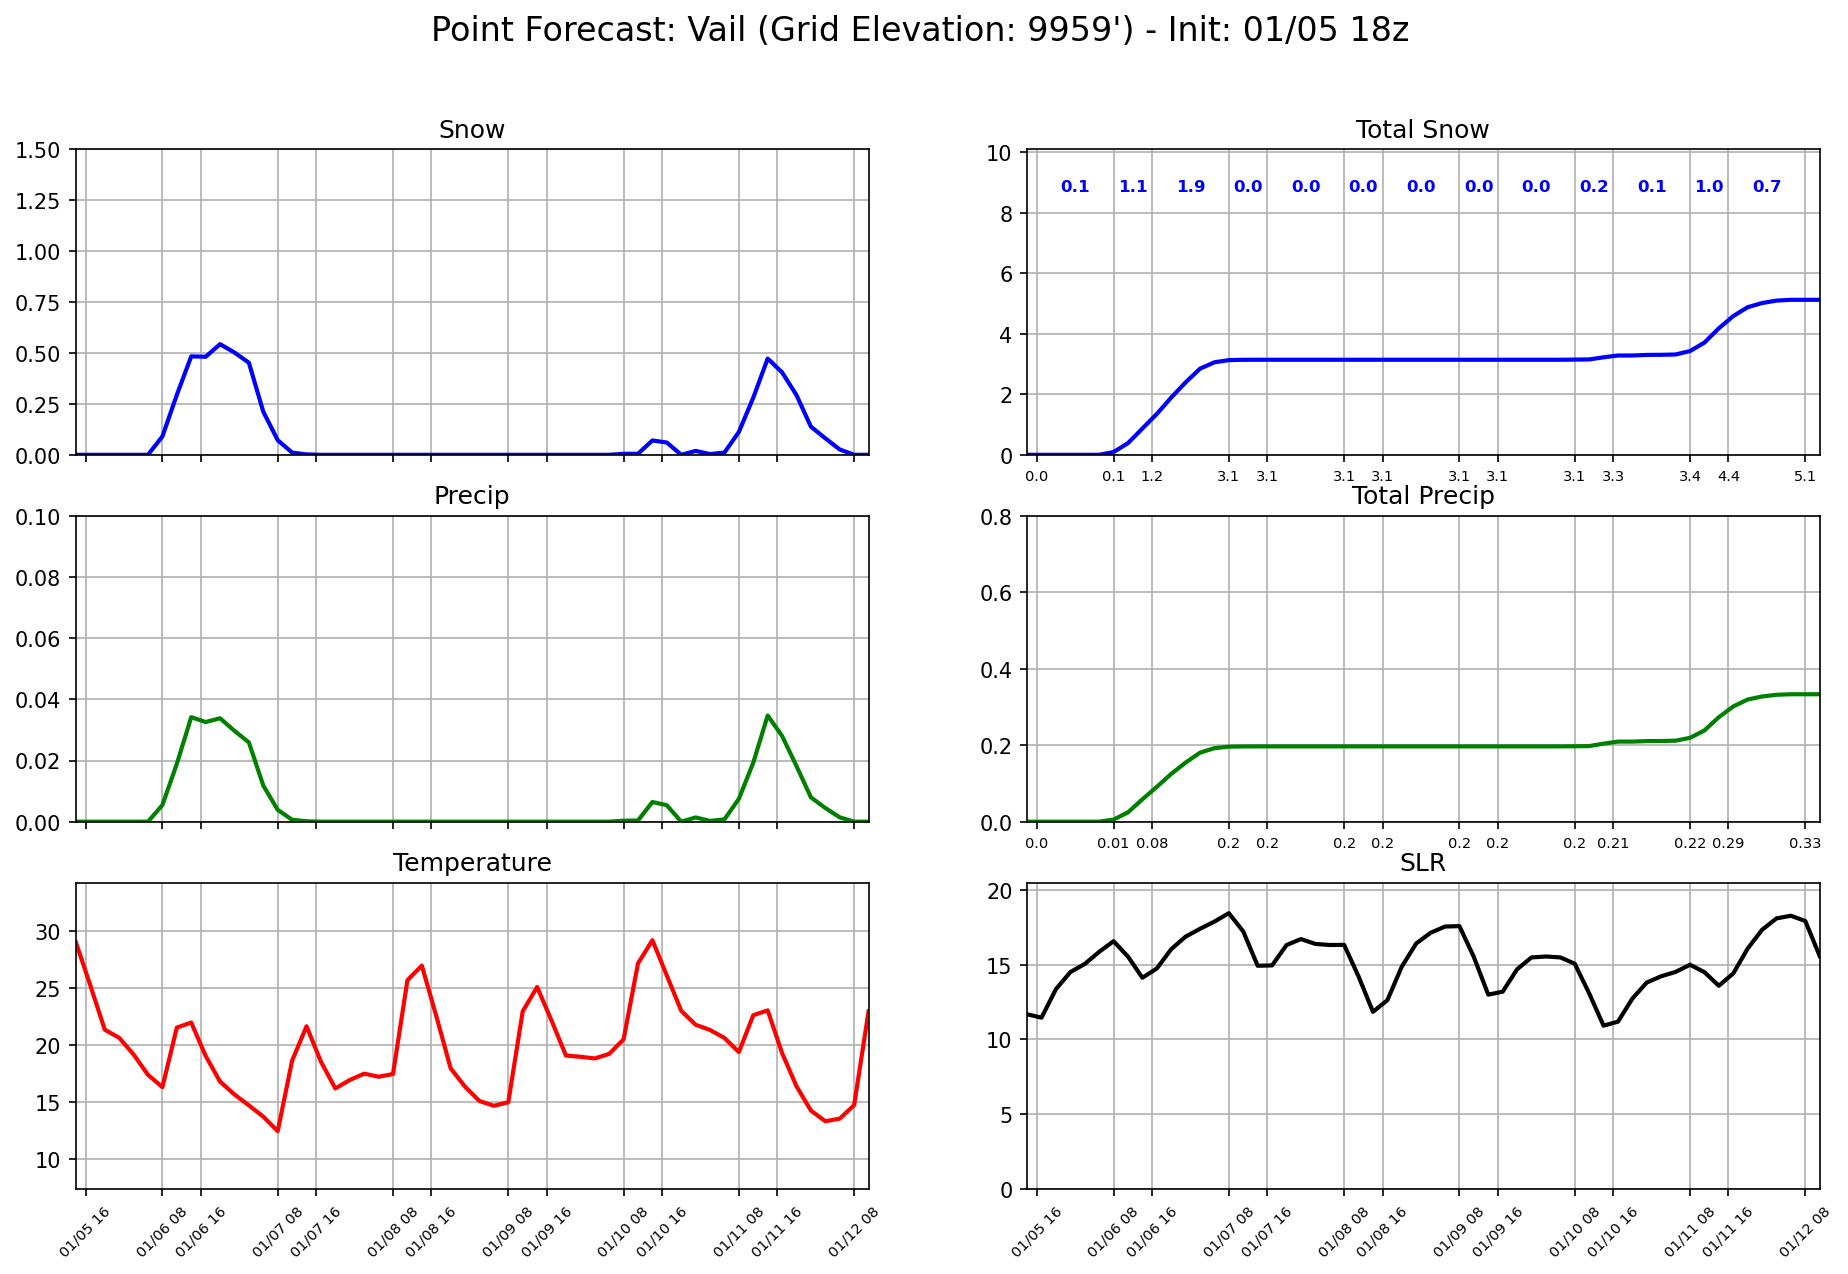 Point Forecast: Vail (Grid Elevation: 9959') - Init: 01/05 18z
Snow
1.50
1.25
1.00
0.75
0.50
0.25
0.00
Total Snow
10
8
6
4
2
0
0.1 1.1 1.9 0.0 0.0 0.0 0.0 0.0 0.0 0.2 0.1 1.0 0.7
0.0 0.1 1.2 3.1 3.1 3.1 3.1 3.1 3.1 3.1 3.3 3.4 4.4 5.1
Precip
0.10
0.08
0.06
0.04
0.02
0.00
Total Precip
0.8
0.6
0.4
0.2
0.0
0.0 0.01 0.08 0.2 0.2 0.2 0.2 0.2 0.2 0.2 0.21 0.22 0.29 0.33
Temperature
30
25
20
15
10
01/05 16 01/06 08 01/06 16 01/07 08 01/07 16 01/08 08 01/08 16 01/09 08 01/09 16 01/10 08 01/10 16 01/11 08 01/11 16 01/12 08
SLR
20
15
10
5
0
01/05 16 01/06 08 01/06 16 01/07 08 01/07 16 01/08 08 01/08 16 01/09 08 01/09 16 01/10 08 01/10 16 01/11 08 01/11 16 01/12 08